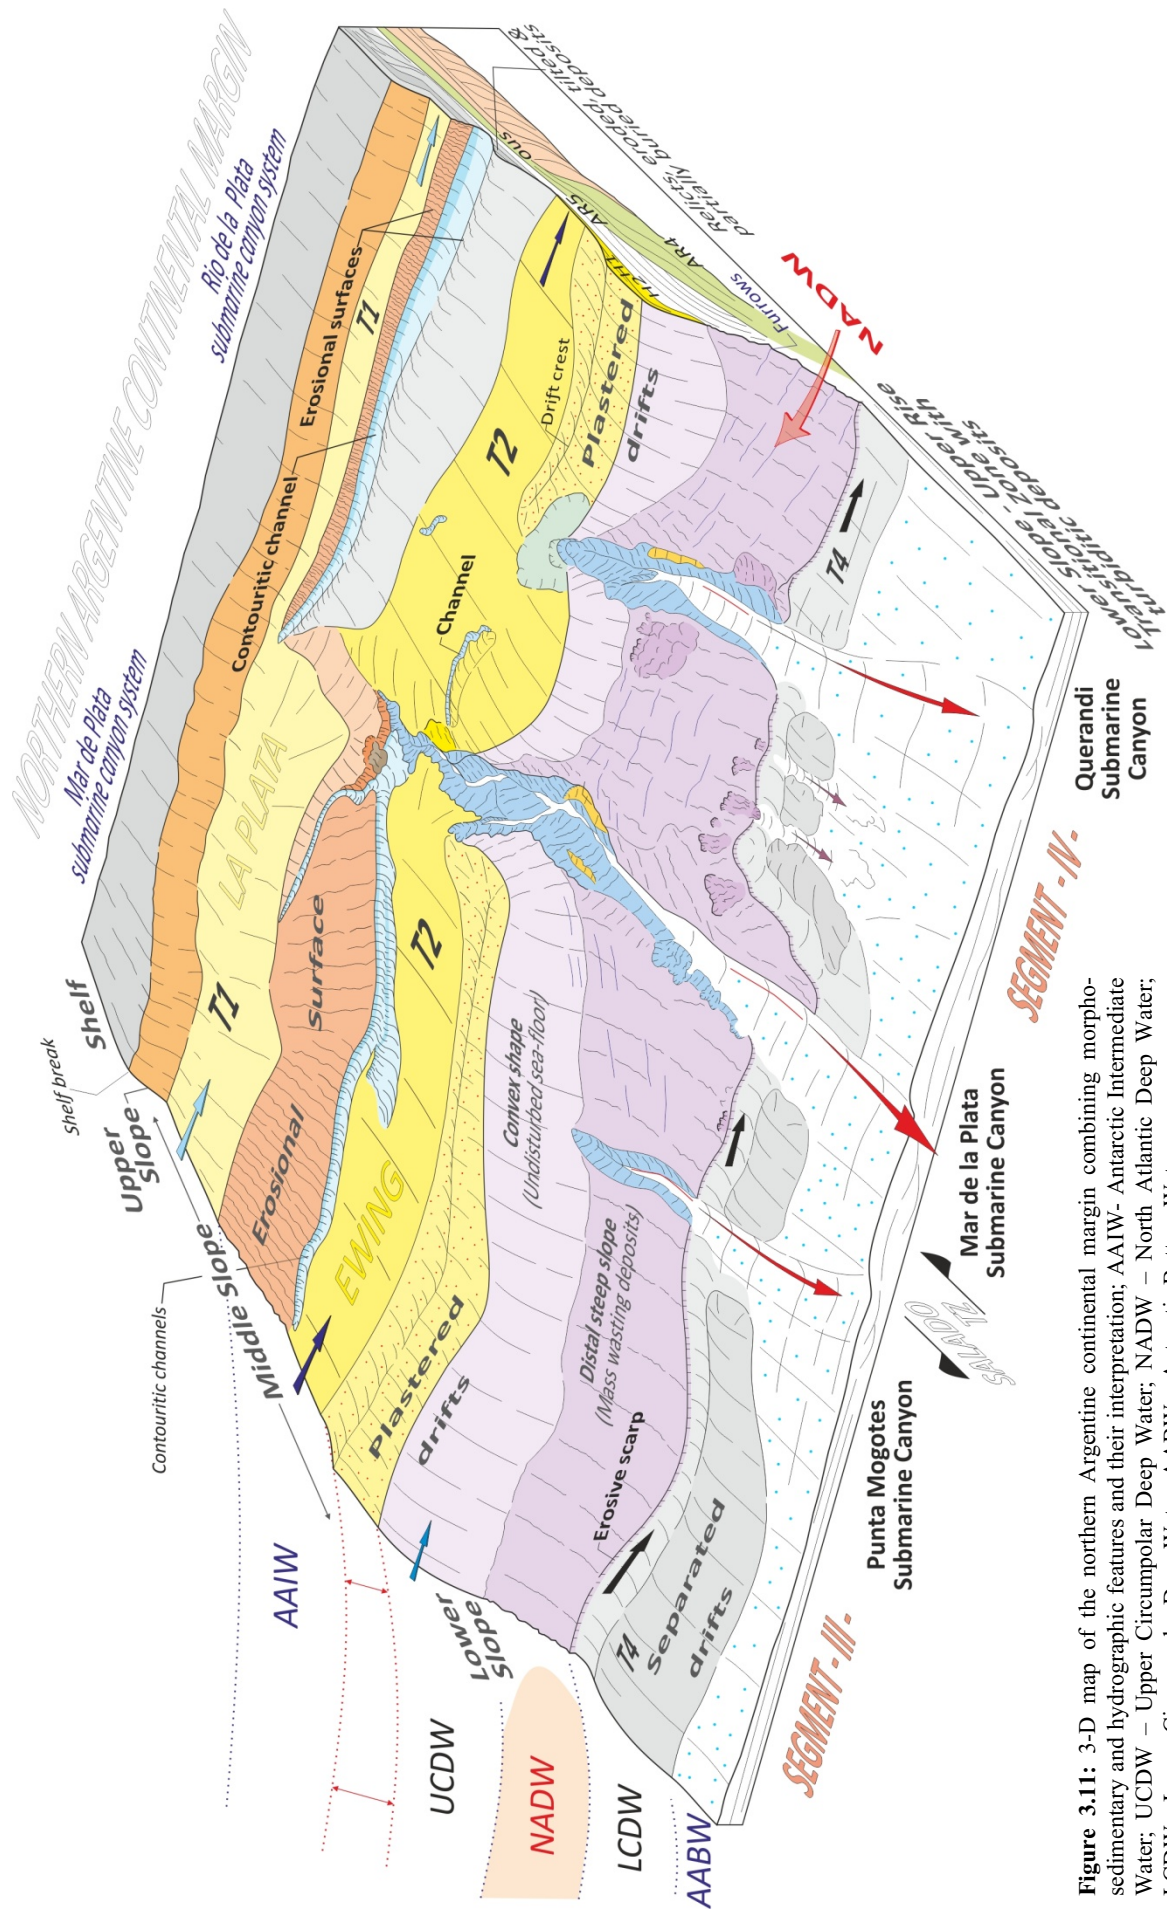 NORTHERN ARGENTINE CONTINENTAL MARGIN
Mar de Plata
submarine canyon system
Rio de la Plata
submarine canyon system
Shelf break
Shelf
Upper
Slope
Middle Slope
Lower
Slope
Contouritic channels
AAIW
UCDW
NADW
LCDW
AABW
T1
LA PLATA
Contouritic channel
Erosional surfaces
T1
Erosional
Surface
EWING
T2
T2
Channel
Drift crest
Plastered
drifts
Plastered
drifts
Convex shape
(Undisturbed sea-floor)
Distal steep slope
(Mass wasting deposits)
Erosive scarp
T4
Separated
drifts
T4
NADW
ous
AR5
AR4
H2H1
Furrows
Relicts, eroded, tilted &
partially buried deposits
Lower Slope - Upper Rise
Transitional Zone with
turbiditic deposits
Punta Mogotes
Submarine Canyon
Mar de la Plata
Submarine Canyon
Querandi
Submarine
Canyon
SALADO
TZ.
SEGMENT - III-
SEGMENT - IV-
Figure 3.11: 3-D map of the northern Argentine continental margin combining morpho-
sedimentary and hydrographic features and their interpretation; AAIW- Antarctic Intermediate
Water; UCDW – Upper Circumpolar Deep Water; NADW – North Atlantic Deep Water;